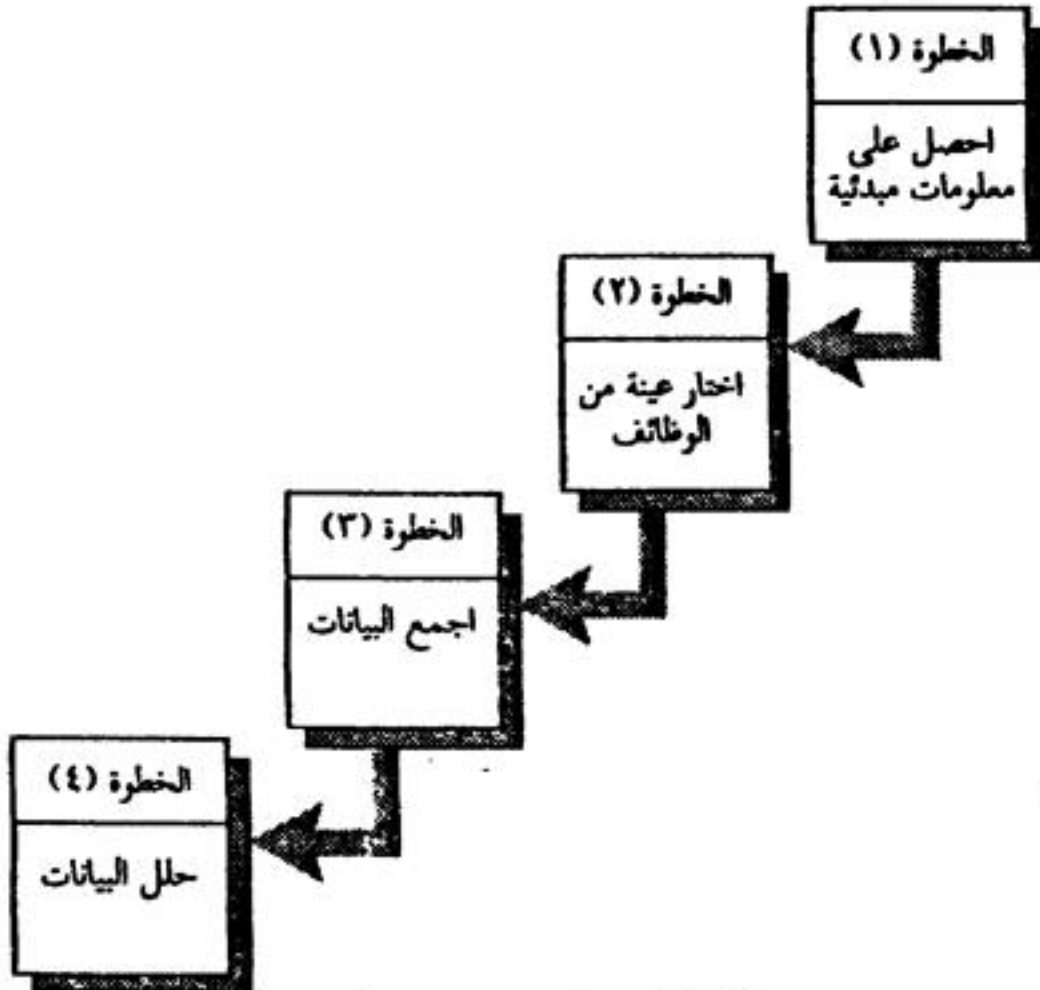 الخطوة (١)
احصل على
معلومات مبدئية
الخطوة (٢)
اختار عينة من
الوظائف
الخطوة (٣)
اجمع البيانات
الخطوة (٤)
حلل البيانات